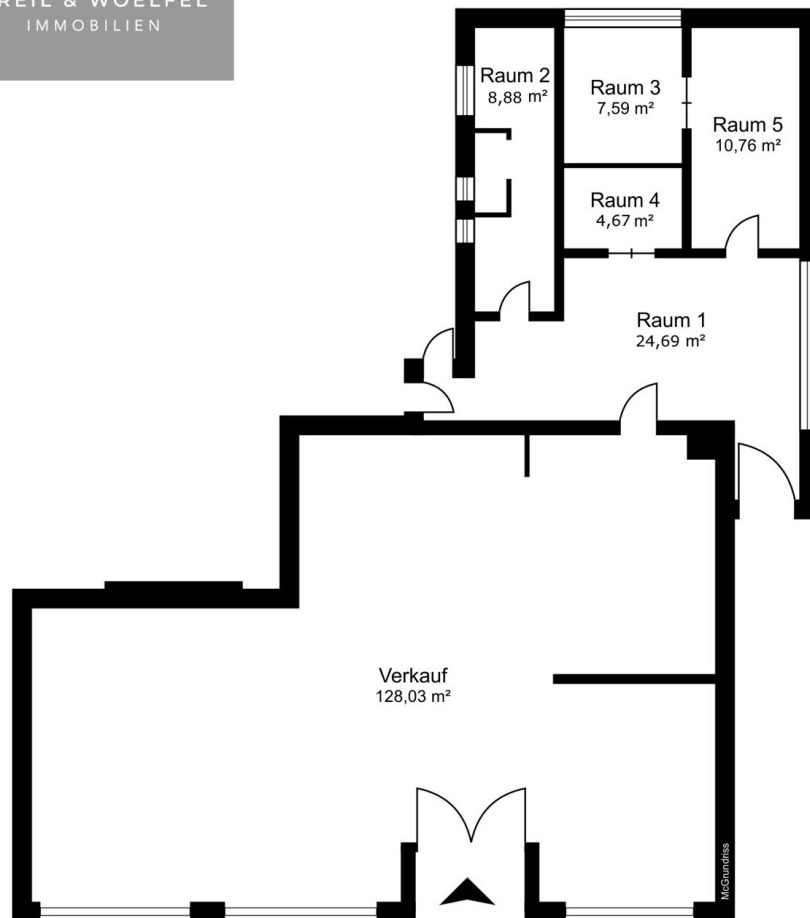 & WOELFEL
IMMOBILIEN
Raum 2
8,88 m²
Raum 3
7,59 m²
Raum 5
10,76 m²
Raum 4
4,67 m²
Raum 1
24,69 m²
Verkauf
128,03 m²
McGrundriss